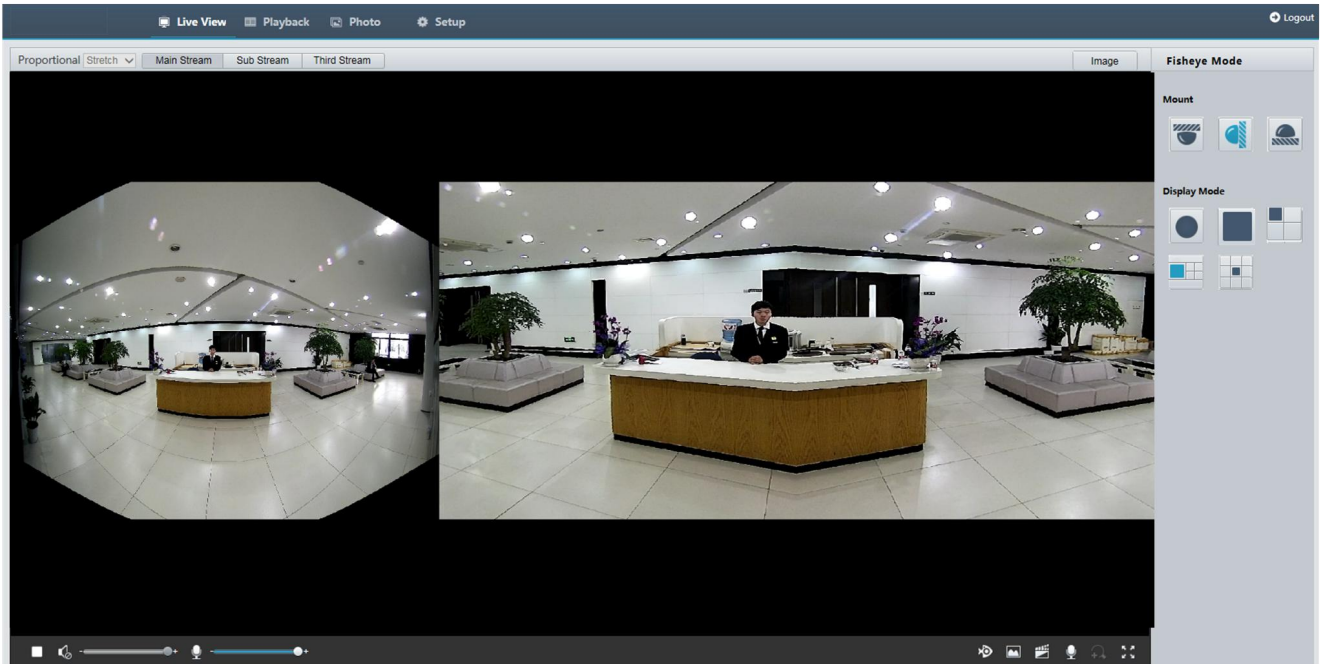 Live View Playback Photo Setup Logout
Proportional Stretch Main Stream Sub Stream Third Stream Image Fisheye Mode
Mount
Display Mode